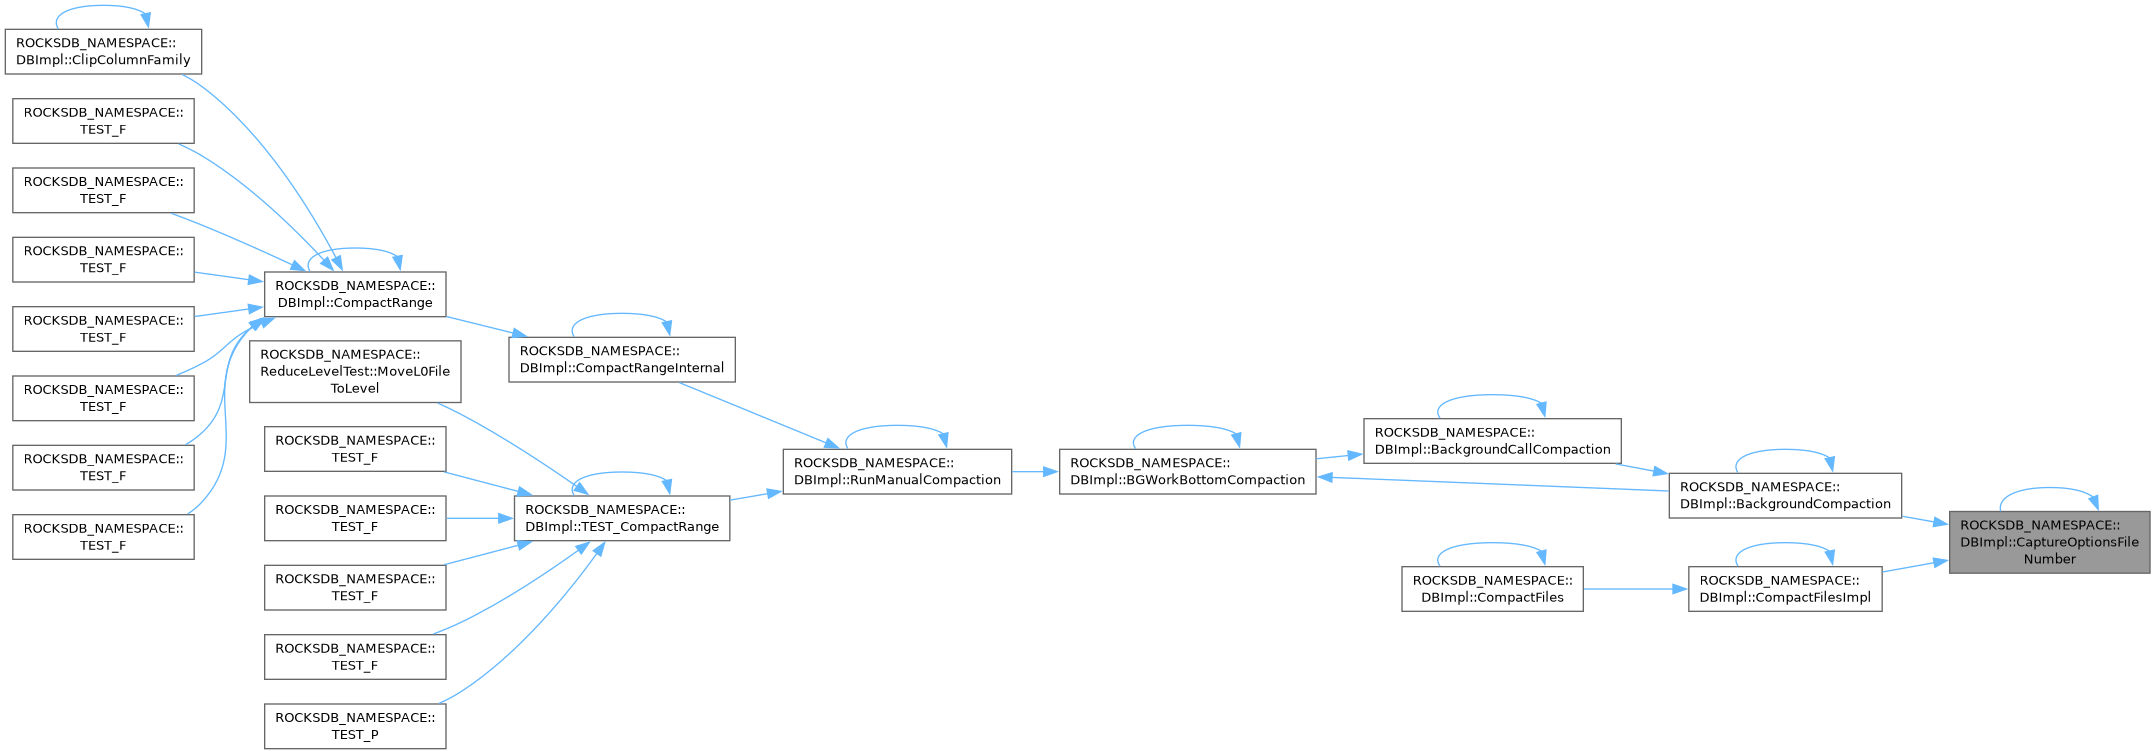 ROCKSDB_NAMESPACE::
DBImpl::ClipColumnFamily
ROCKSDB_NAMESPACE::
TEST_F
ROCKSDB_NAMESPACE::
TEST_F
ROCKSDB_NAMESPACE::
TEST_F
ROCKSDB_NAMESPACE::
TEST_F
ROCKSDB_NAMESPACE::
TEST_F
ROCKSDB_NAMESPACE::
TEST_F
ROCKSDB_NAMESPACE::
TEST_F
ROCKSDB_NAMESPACE::
DBImpl::CompactRange
ROCKSDB_NAMESPACE::
ReduceLevelTest::MoveL0File
ToLevel
ROCKSDB_NAMESPACE::
TEST_F
ROCKSDB_NAMESPACE::
TEST_F
ROCKSDB_NAMESPACE::
TEST_F
ROCKSDB_NAMESPACE::
TEST_F
ROCKSDB_NAMESPACE::
TEST_P
ROCKSDB_NAMESPACE::
DBImpl::CompactRangeInternal
ROCKSDB_NAMESPACE::
DBImpl::TEST_CompactRange
ROCKSDB_NAMESPACE::
DBImpl::RunManualCompaction
ROCKSDB_NAMESPACE::
DBImpl::BGWorkBottomCompaction
ROCKSDB_NAMESPACE::
DBImpl::BackgroundCallCompaction
ROCKSDB_NAMESPACE::
DBImpl::CompactFiles
ROCKSDB_NAMESPACE::
DBImpl::BackgroundCompaction
ROCKSDB_NAMESPACE::
DBImpl::CompactFilesImpl
ROCKSDB_NAMESPACE::
DBImpl::CaptureOptionsFile
Number